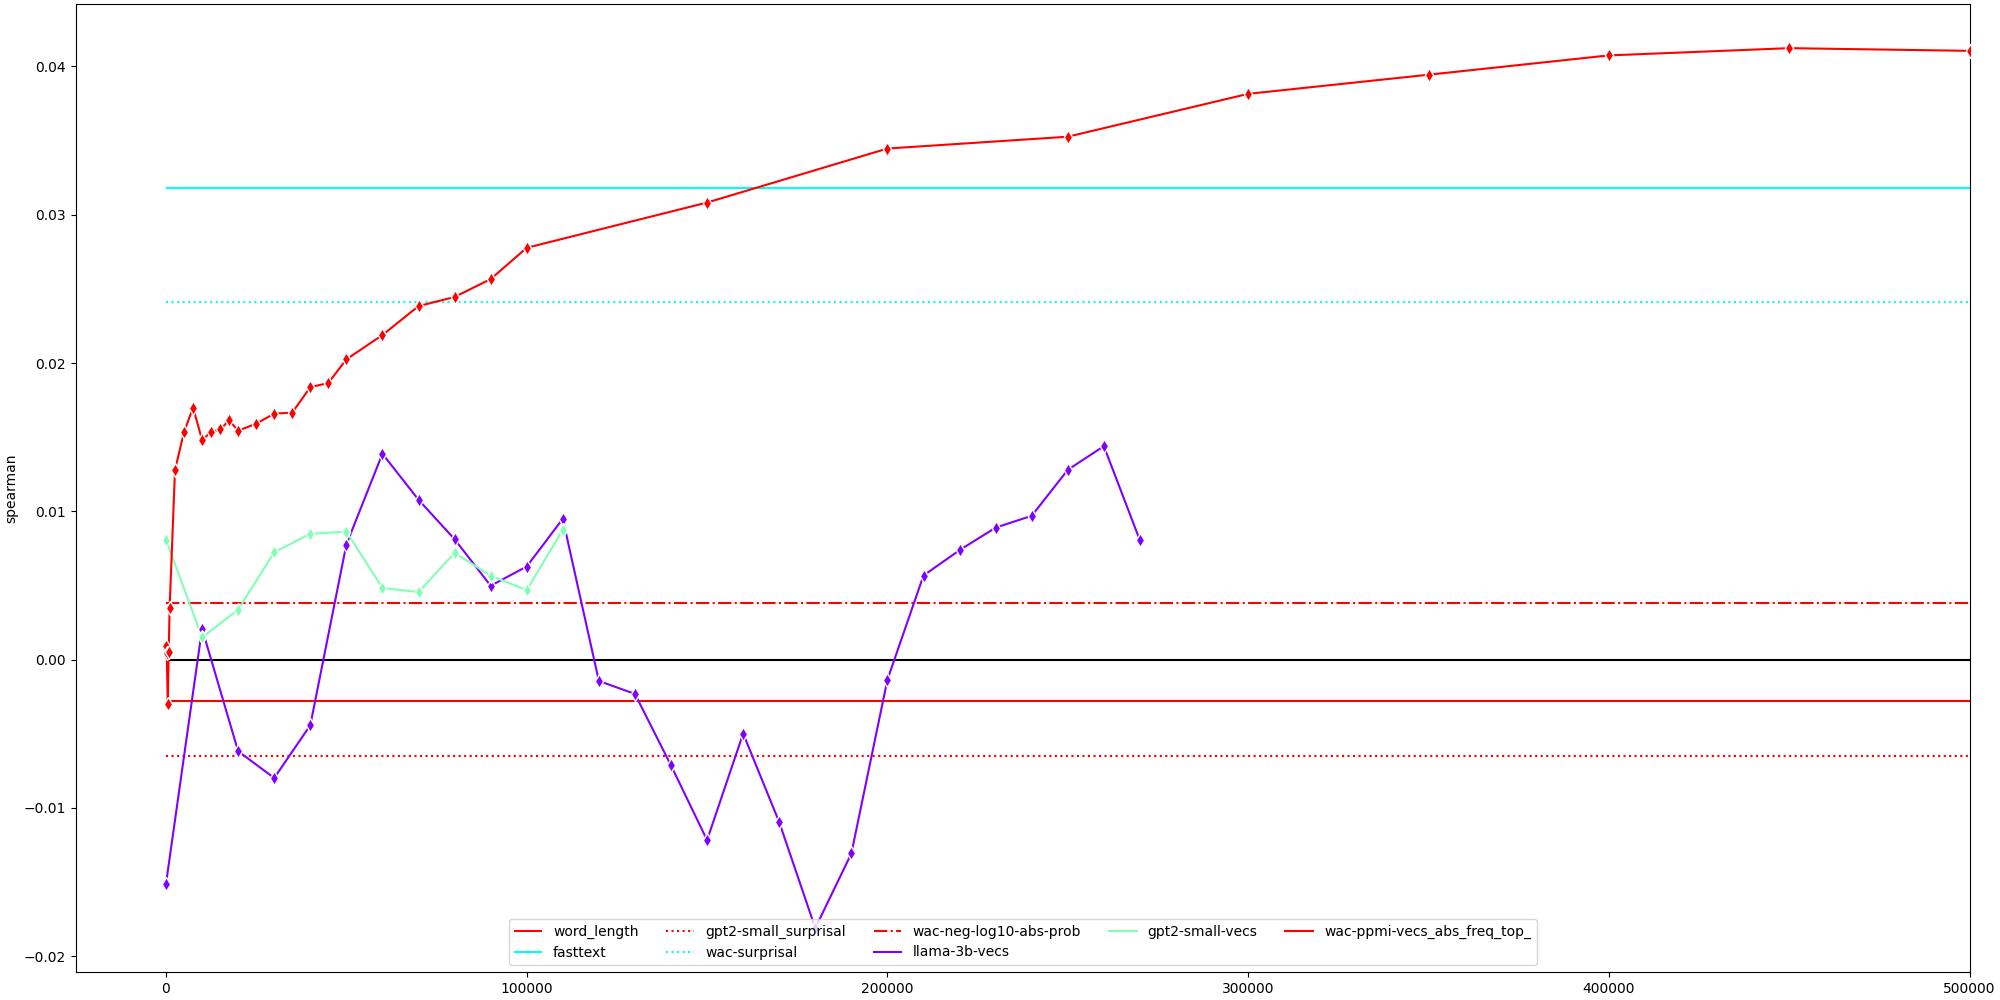 0.04
0.03
0.02
0.01
0.00
−0.01
−0.02
spearman
word_length
gpt2-small_surprisal
wac-neg-log10-abs-prob
gpt2-small-vecs
wac-ppmi-vecs_abs_freq_top_
fasttext
wac-surprisal
llama-3b-vecs
0
100000
200000
300000
400000
500000